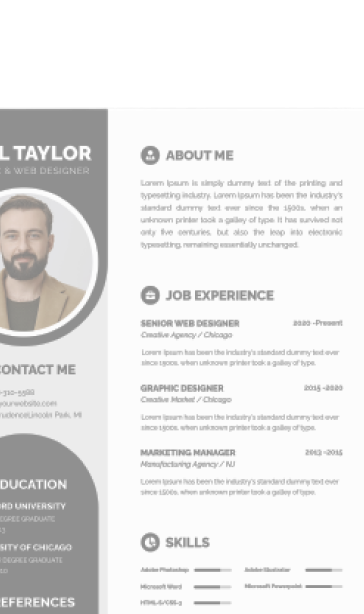 L TAYLOR
& WEB DESIGNER
CONTACT ME
-710-5588
yourwebsite.com
rudenceLincoln Park, MI
DUCATION
RD UNIVERSITY
DEGREE GRADUATE
SITY OF CHICAGO
DEGREE GRADUATE
REFERENCES
ABOUT ME
Lorem Ipsum is simply dummy text of the printing and
typesetting industry. Lorem Ipsum has been the industry's
standard dummy text ever since the 1500s, when an
unknown printer took a galley of type. It has survived not
only five centuries, but also the leap into electronic
typesetting, remaining essentially unchanged.
JOB EXPERIENCE
SENIOR WEB DESIGNER 2020 -Present
Creative Agency / Chicago
Lorem Ipsum has been the industry's standard dummy text ever
since 1500s, when unknown printer took a galley of type.
GRAPHIC DESIGNER 2015 -2020
Creative Market / Chicago
Lorem Ipsum has been the industry's standard dummy text ever
since 1500s, when unknown printer took a galley of type.
MARKETING MANAGER 2013 -2015
Manufacturing Agency / NJ
Lorem Ipsum has been the industry's standard dummy text ever
since 1500s, when unknown printer took a galley of type.
SKILLS
Adobe Photoshop Adobe Illustrator
Microsoft Word Microsoft Powerpoint
HTML-5/CSS-3